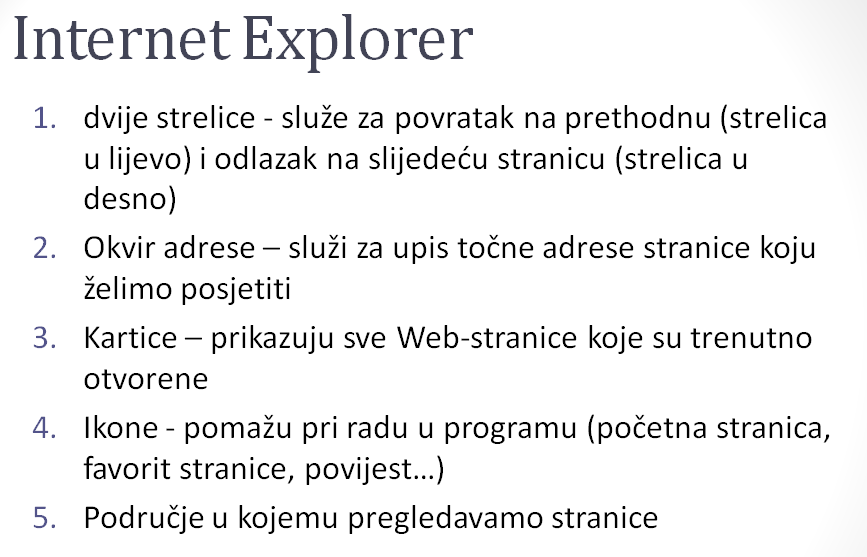 Internet Explorer
1. dvije strelice - služe za povratak na prethodnu (strelica
u lijevo) i odlazak na slijedeću stranicu (strelica u
desno)
2. Okvir adrese – služi za upis točne adrese stranice koju
želimo posjetiti
3. Kartice – prikazuju sve Web-stranice koje su trenutno
otvorene
4. Ikone - pomažu pri radu u programu (početna stranica,
favorit stranice, povijest...)
5. Područje u kojemu pregledavamo stranice